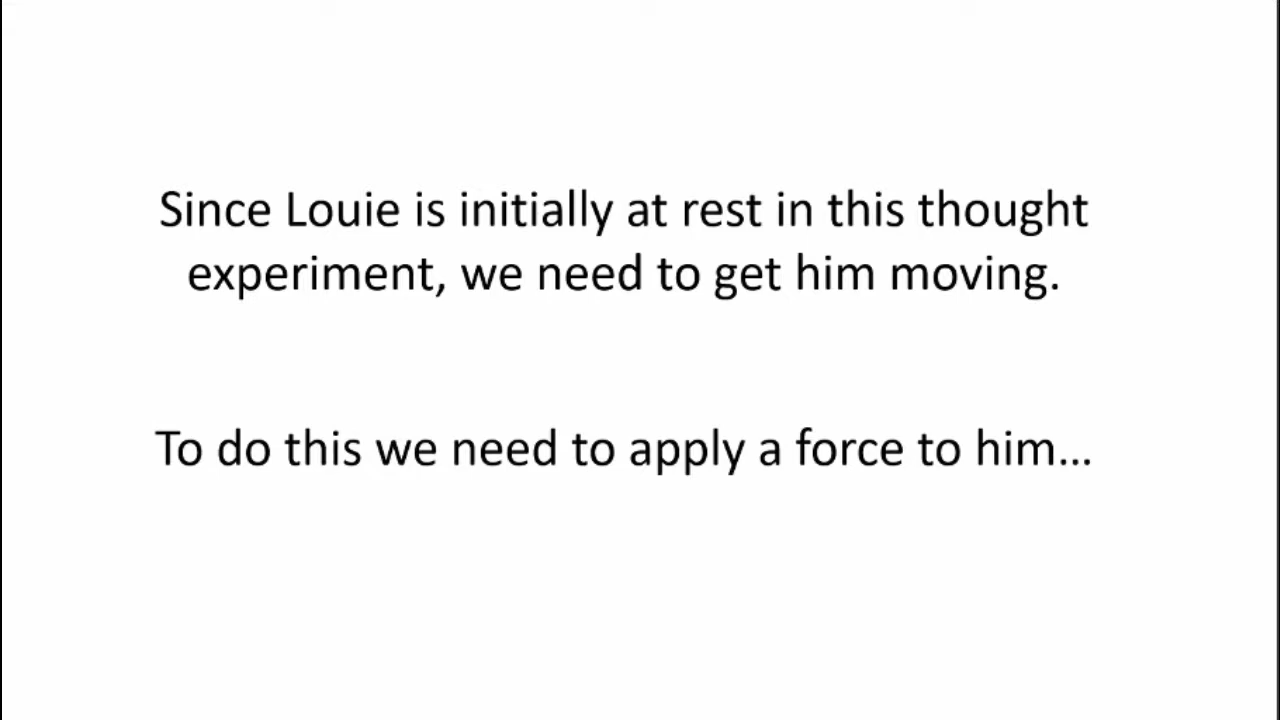 Since Louie is initially at rest in this thought
experiment, we need to get him moving.
To do this we need to apply a force to him...